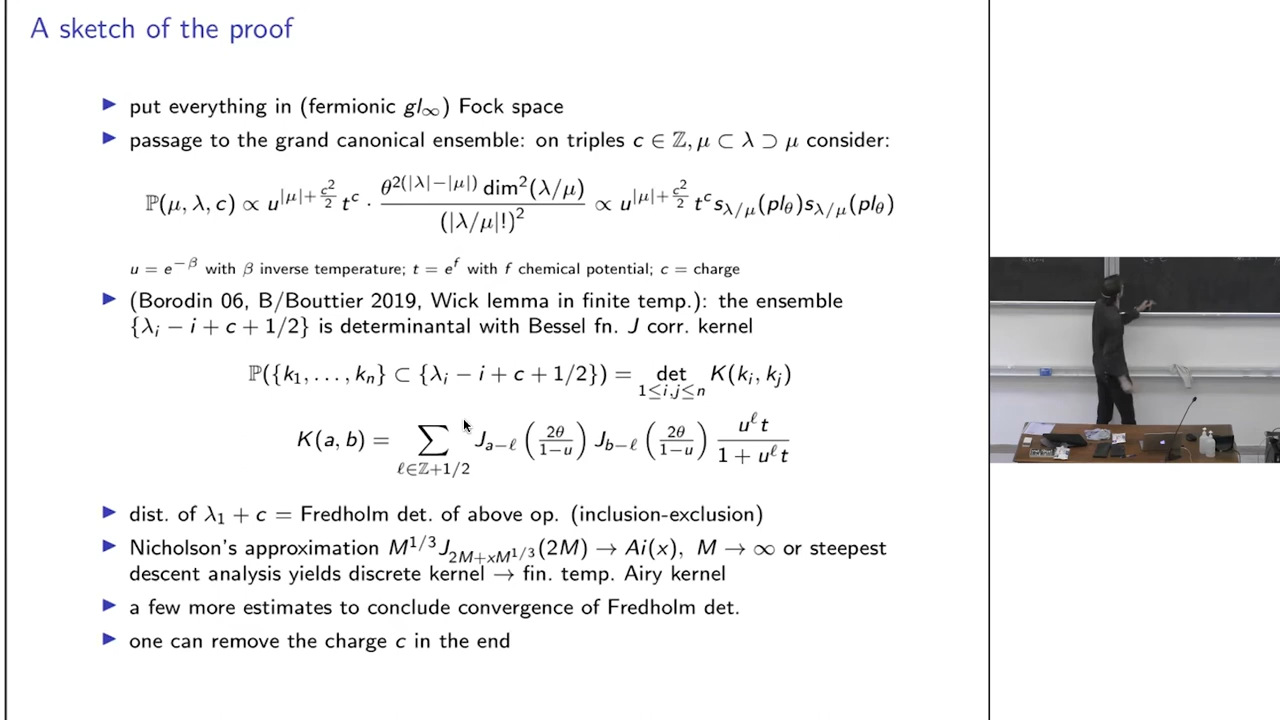 A sketch of the proof
▶ put everything in (fermionic gl∞) Fock space
▶ passage to the grand canonical ensemble: on triples c ∈ ℤ, μ ⊂ λ ⊃ μ consider:
ℙ(μ, λ, c) ∝ u^{|μ|+c²/2} t^c · θ^{2(|λ|−|μ|)} dim²(λ/μ) / (|λ/μ|!)² ∝ u^{|μ|+c²/2} t^c s_{λ/μ}(pl_θ) s_{λ/μ}(pl_θ)
u = e^{−β} with β inverse temperature; t = e^f with f chemical potential; c = charge
▶ (Borodin 06, B/Bouttier 2019, Wick lemma in finite temp.): the ensemble
{λ_i − i + c + 1/2} is determinantal with Bessel fn. J corr. kernel
ℙ({k_1, . . . , k_n} ⊂ {λ_i − i + c + 1/2}) = det_{1≤i,j≤n} K(k_i, k_j)
K(a, b) = ∑_{ℓ∈ℤ+1/2} J_{a−ℓ} (2θ/(1−u)) J_{b−ℓ} (2θ/(1−u)) u^ℓ t / (1 + u^ℓ t)
▶ dist. of λ_1 + c = Fredholm det. of above op. (inclusion-exclusion)
▶ Nicholson's approximation M^{1/3} J_{2M+xM^{1/3}}(2M) → Ai(x), M → ∞ or steepest
descent analysis yields discrete kernel → fin. temp. Airy kernel
▶ a few more estimates to conclude convergence of Fredholm det.
▶ one can remove the charge c in the end